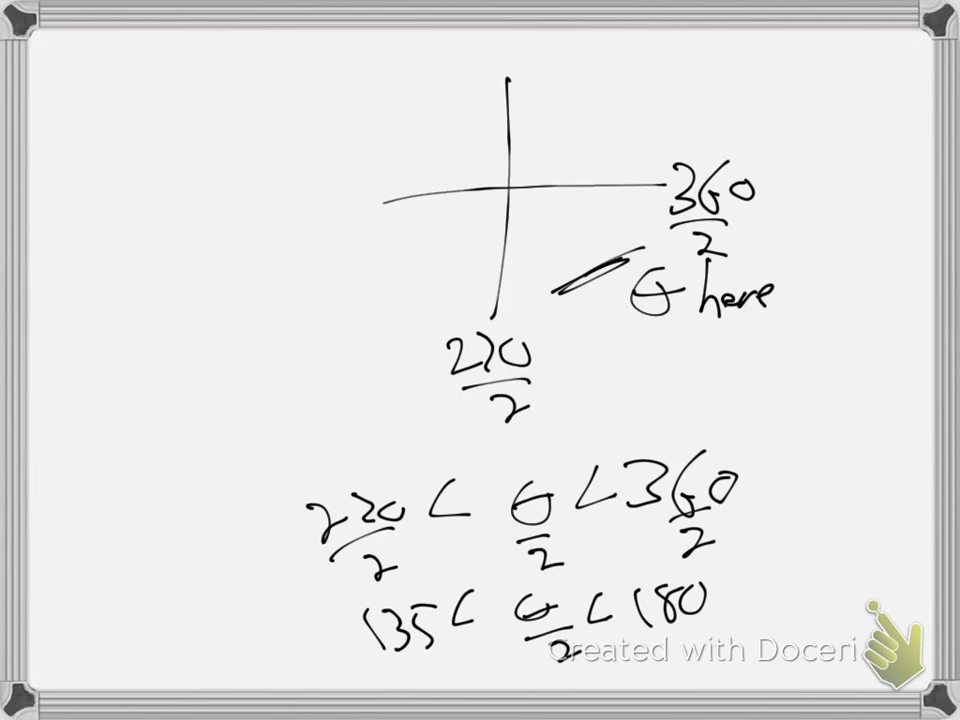 360/2
θ here
270/2
270/2 < θ/2 < 360/2
135 < θ/2 < 180
Created with Doceri